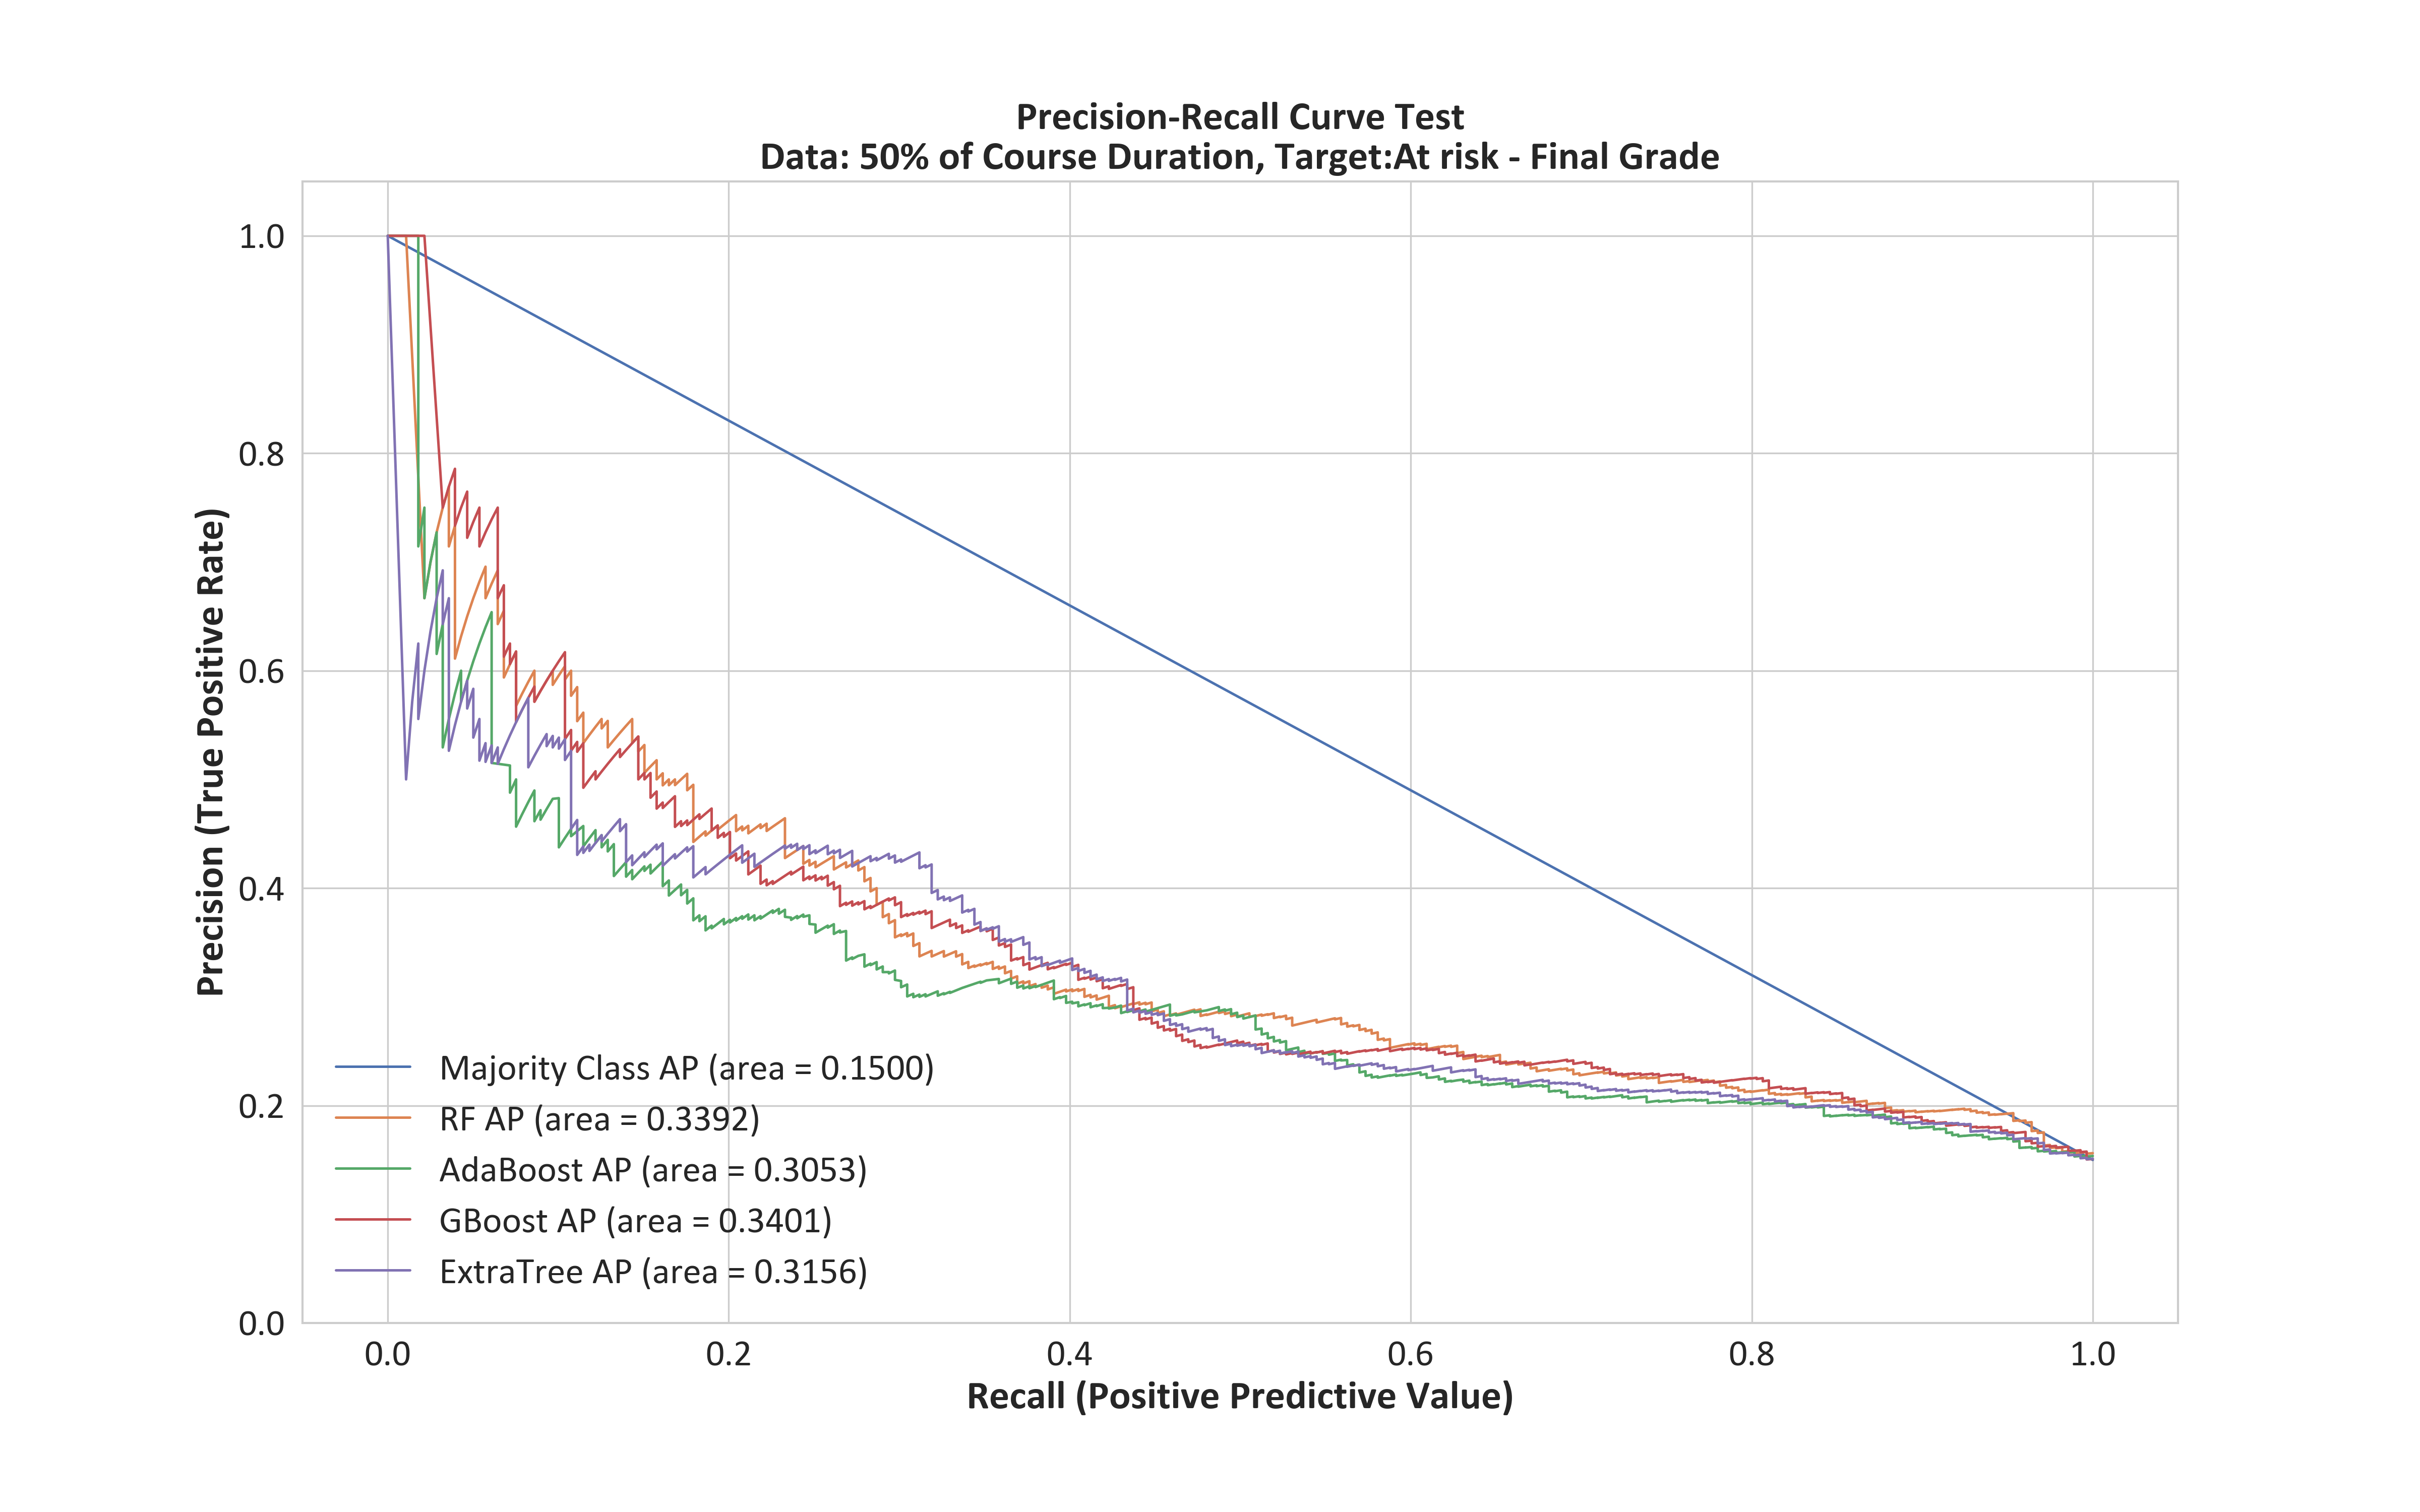 Precision-Recall Curve Test
Data: 50% of Course Duration, Target:At risk - Final Grade
Precision (True Positive Rate)
1.0
0.8
0.6
0.4
0.2
0.0
Majority Class AP (area = 0.1500)
RF AP (area = 0.3392)
AdaBoost AP (area = 0.3053)
GBoost AP (area = 0.3401)
ExtraTree AP (area = 0.3156)
0.0 0.2 0.4 0.6 0.8 1.0
Recall (Positive Predictive Value)